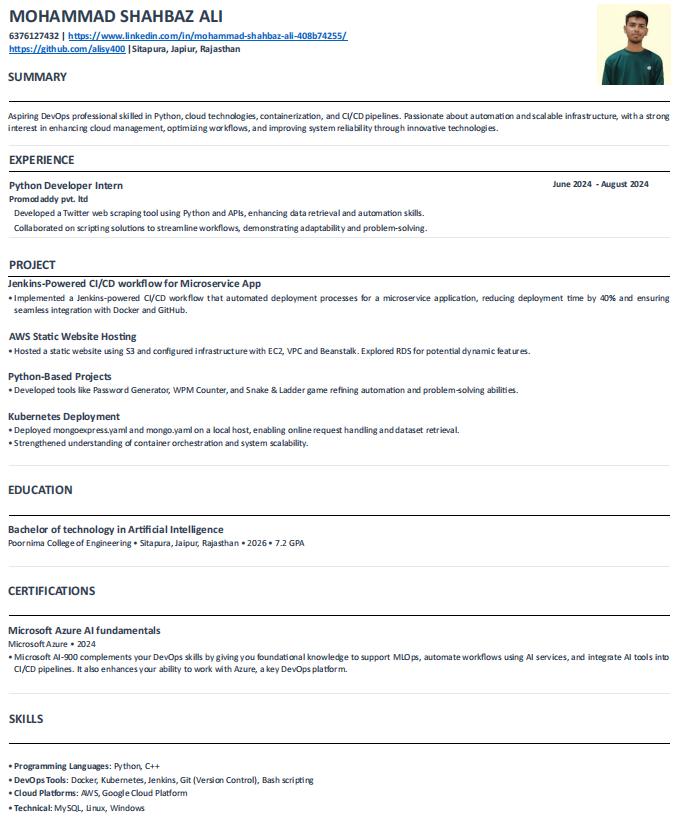 MOHAMMAD SHAHBAZ ALI
6376127432 | https://www.linkedin.com/in/mohammad-shahbaz-ali-408b74255/
https://github.com/alisy400 |Sitapura, Japiur, Rajasthan
SUMMARY
Aspiring DevOps professional skilled in Python, cloud technologies, containerization, and CI/CD pipelines. Passionate about automation and scalable infrastructure, with a strong
interest in enhancing cloud management, optimizing workflows, and improving system reliability through innovative technologies.
EXPERIENCE
Python Developer Intern June 2024 - August 2024
Promodaddy pvt. ltd
Developed a Twitter web scraping tool using Python and APIs, enhancing data retrieval and automation skills.
Collaborated on scripting solutions to streamline workflows, demonstrating adaptability and problem-solving.
PROJECT
Jenkins-Powered CI/CD workflow for Microservice App
• Implemented a Jenkins-powered CI/CD workflow that automated deployment processes for a microservice application, reducing deployment time by 40% and ensuring
seamless integration with Docker and GitHub.
AWS Static Website Hosting
• Hosted a static website using S3 and configured infrastructure with EC2, VPC and Beanstalk. Explored RDS for potential dynamic features.
Python-Based Projects
• Developed tools like Password Generator, WPM Counter, and Snake & Ladder game refining automation and problem-solving abilities.
Kubernetes Deployment
• Deployed mongoexpress.yaml and mongo.yaml on a local host, enabling online request handling and dataset retrieval.
• Strengthened understanding of container orchestration and system scalability.
EDUCATION
Bachelor of technology in Artificial Intelligence
Poornima College of Engineering • Sitapura, Jaipur, Rajasthan • 2026 • 7.2 GPA
CERTIFICATIONS
Microsoft Azure AI fundamentals
Microsoft Azure • 2024
• Microsoft AI-900 complements your DevOps skills by giving you foundational knowledge to support MLOps, automate workflows using AI services, and integrate AI tools into
CI/CD pipelines. It also enhances your ability to work with Azure, a key DevOps platform.
SKILLS
• Programming Languages: Python, C++
• DevOps Tools: Docker, Kubernetes, Jenkins, Git (Version Control), Bash scripting
• Cloud Platforms: AWS, Google Cloud Platform
• Technical: MySQL, Linux, Windows